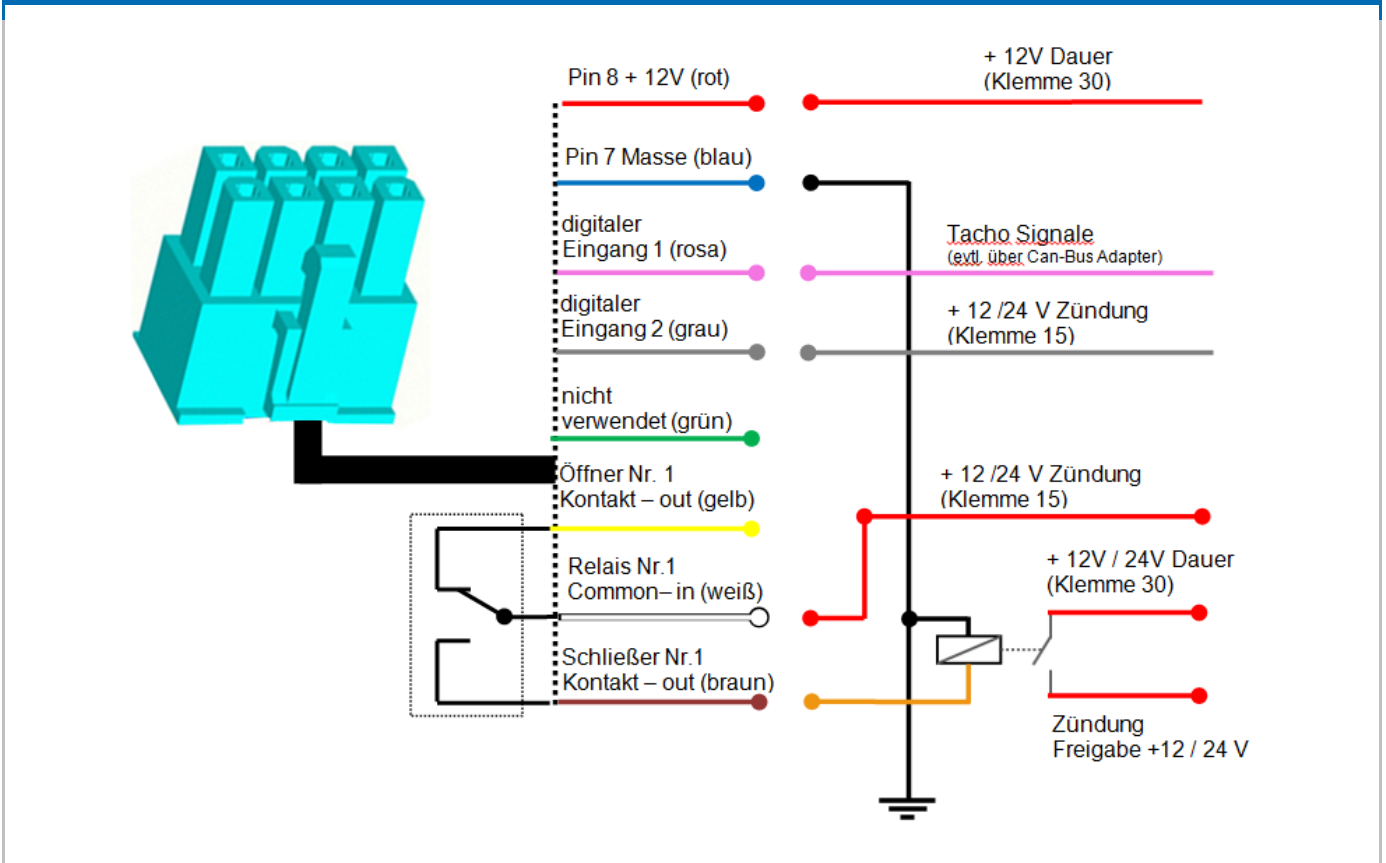 Pin 8 + 12V (rot)
+ 12V Dauer
(Klemme 30)
Pin 7 Masse (blau)
digitaler
Eingang 1 (rosa)
Tacho Signale
(evtl. über Can-Bus Adapter)
digitaler
Eingang 2 (grau)
+ 12 /24 V Zündung
(Klemme 15)
nicht
verwendet (grün)
Öffner Nr. 1
Kontakt – out (gelb)
+ 12 /24 V Zündung
(Klemme 15)
Relais Nr.1
Common– in (weiß)
+ 12V / 24V Dauer
(Klemme 30)
Schließer Nr.1
Kontakt – out (braun)
Zündung
Freigabe +12 / 24 V